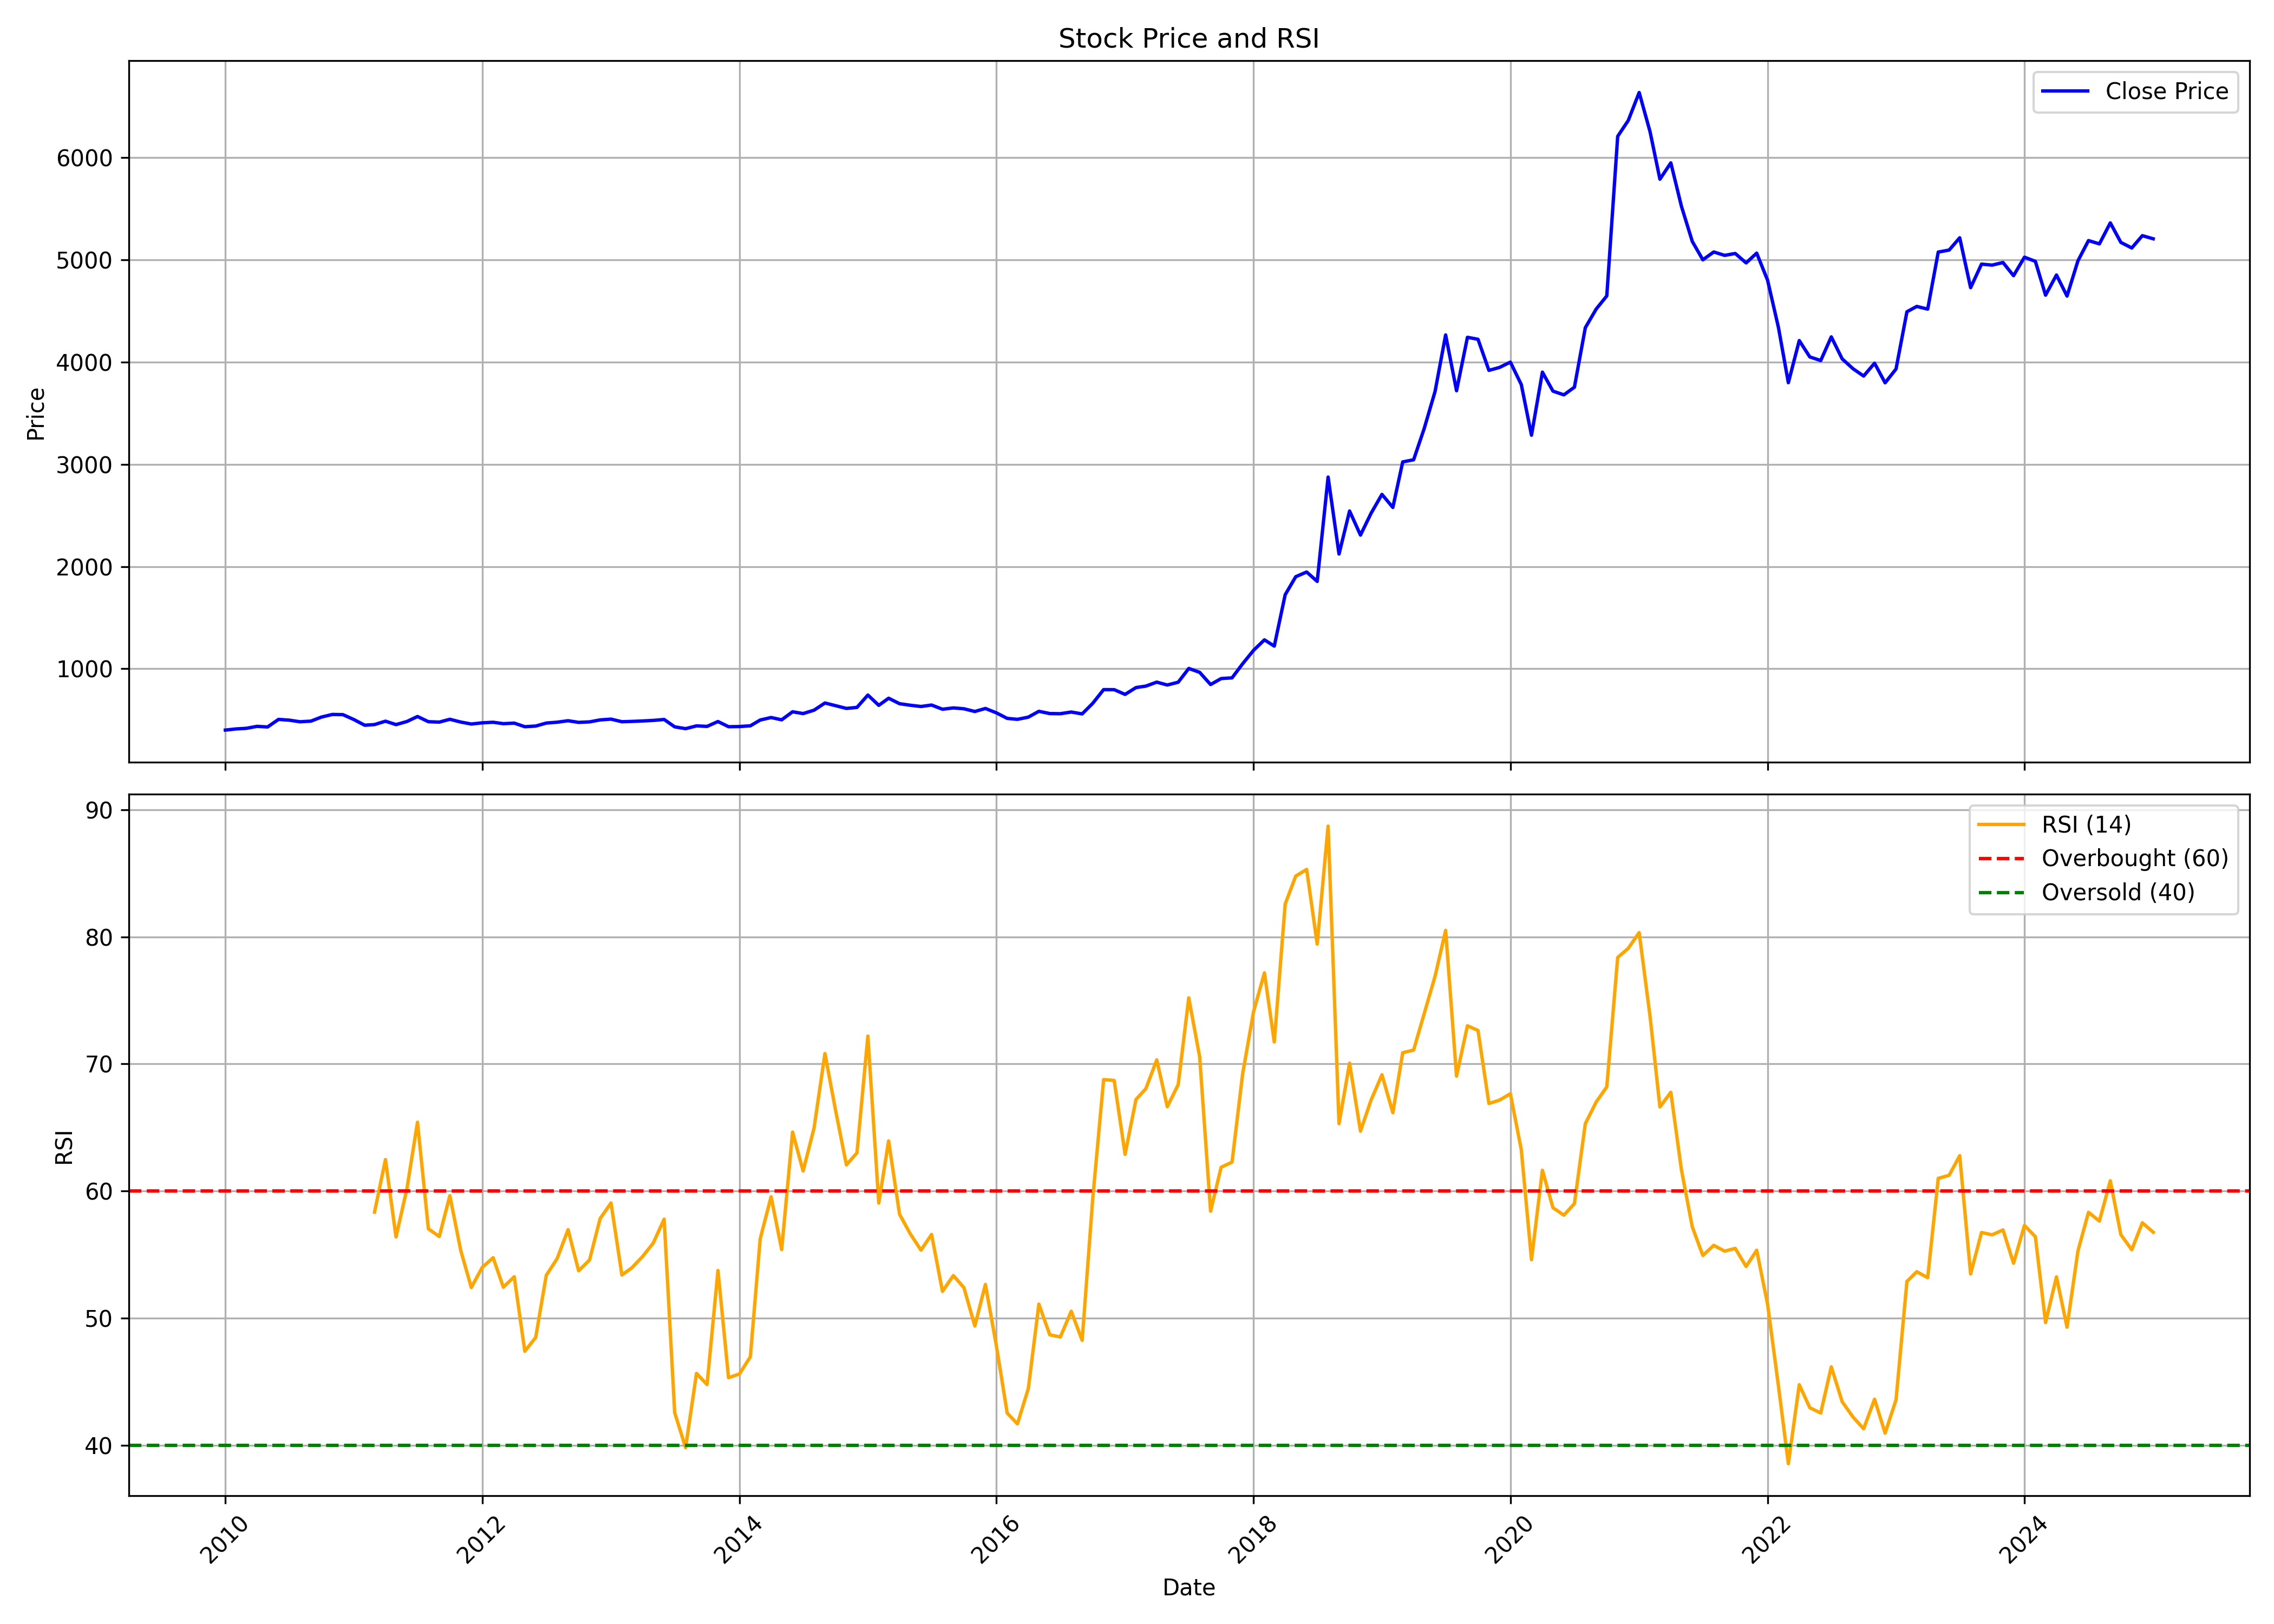 Stock Price and RSI
Close Price
Price
6000
5000
4000
3000
2000
1000
RSI (14)
Overbought (60)
Oversold (40)
RSI
90
80
70
60
50
40
2010
2012
2014
2016
2018
2020
2022
2024
Date